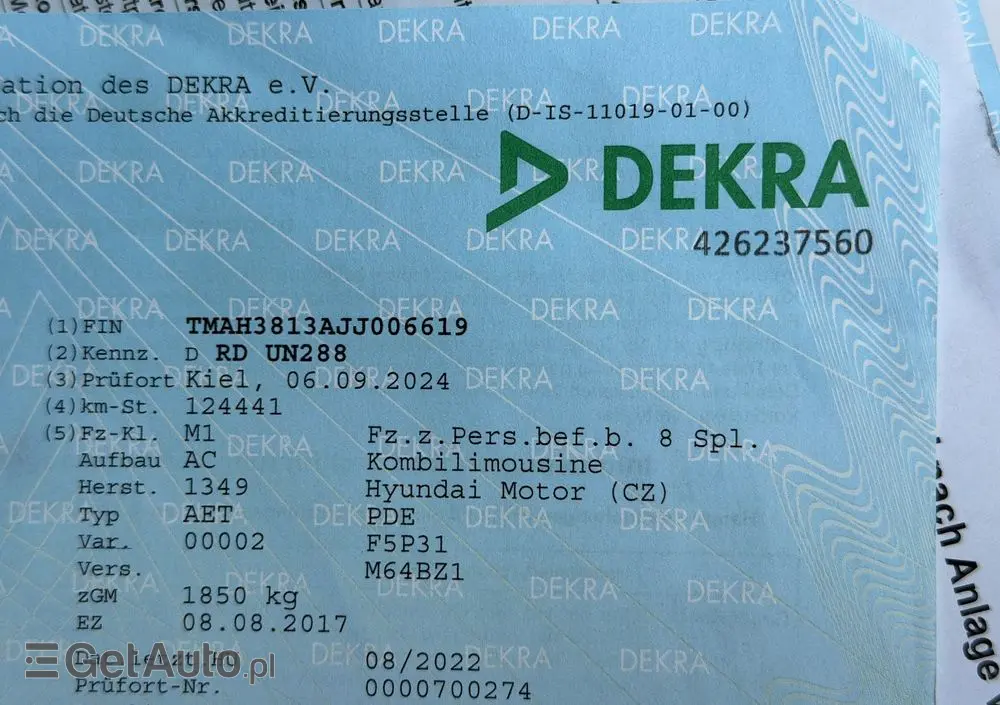 ation des DEKRA e.V.
ch die Deutsche Akkreditierungsstelle (D-IS-11019-01-00)
DEKRA
426237560
(1) FIN TMAH3813AJJ006619
(2) Kennz. D RD UN288
(3) Prüfort Kiel, 06.09.2024
(4) km-St. 124441
(5) Fz-Kl. M1 Fz.z.Pers.bef.b. 8 Spl.
Aufbau AC Kombilimousine
Herst. 1349 Hyundai Motor (CZ)
Typ AET PDE
Var. 00002 F5P31
Vers. M64BZ1
zGM 1850 kg
EZ 08.08.2017
08/2022
Prüfort-Nr. 0000700274
GetAuto.pl
nach Anlage